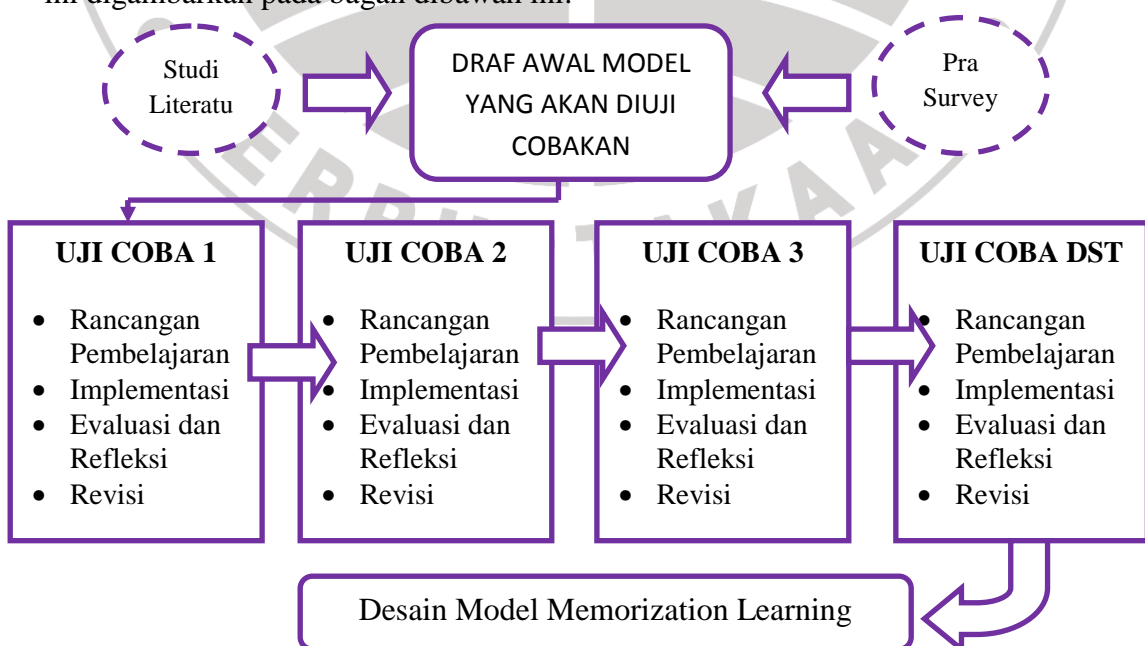 ini digambarkan pada bagan dibawah ini:
Studi
Literatu
DRAF AWAL MODEL
YANG AKAN DIUJI
COBAKAN
Pra
Survey
UJI COBA 1
• Rancangan
Pembelajaran
• Implementasi
• Evaluasi dan
Refleksi
• Revisi
UJI COBA 2
• Rancangan
Pembelajaran
• Implementasi
• Evaluasi dan
Refleksi
• Revisi
UJI COBA 3
• Rancangan
Pembelajaran
• Implementasi
• Evaluasi dan
Refleksi
• Revisi
UJI COBA DST
• Rancangan
Pembelajaran
• Implementasi
• Evaluasi dan
Refleksi
• Revisi
Desain Model Memorization Learning